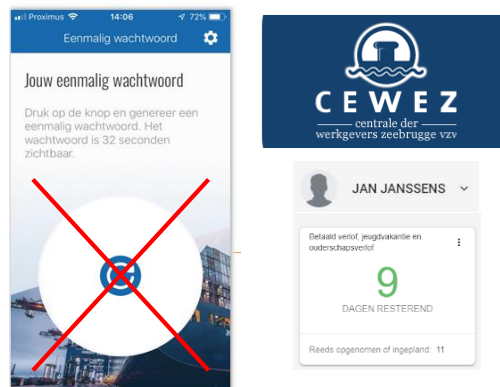 Proximus 14:06 72%
Eenmalig wachtwoord
Jouw eenmalig wachtwoord
Druk op de knop en genereer een
eenmalig wachtwoord. Het
wachtwoord is 32 seconden
zichtbaar.
CEWEZ
centrale der
werkgevers zeebrugge vzw
JAN JANSSENS
Betaald verlof, jeugdvakantie en
ouderschapsverlof
9
DAGEN RESTEREND
Reeds opgenomen of ingepland: 11